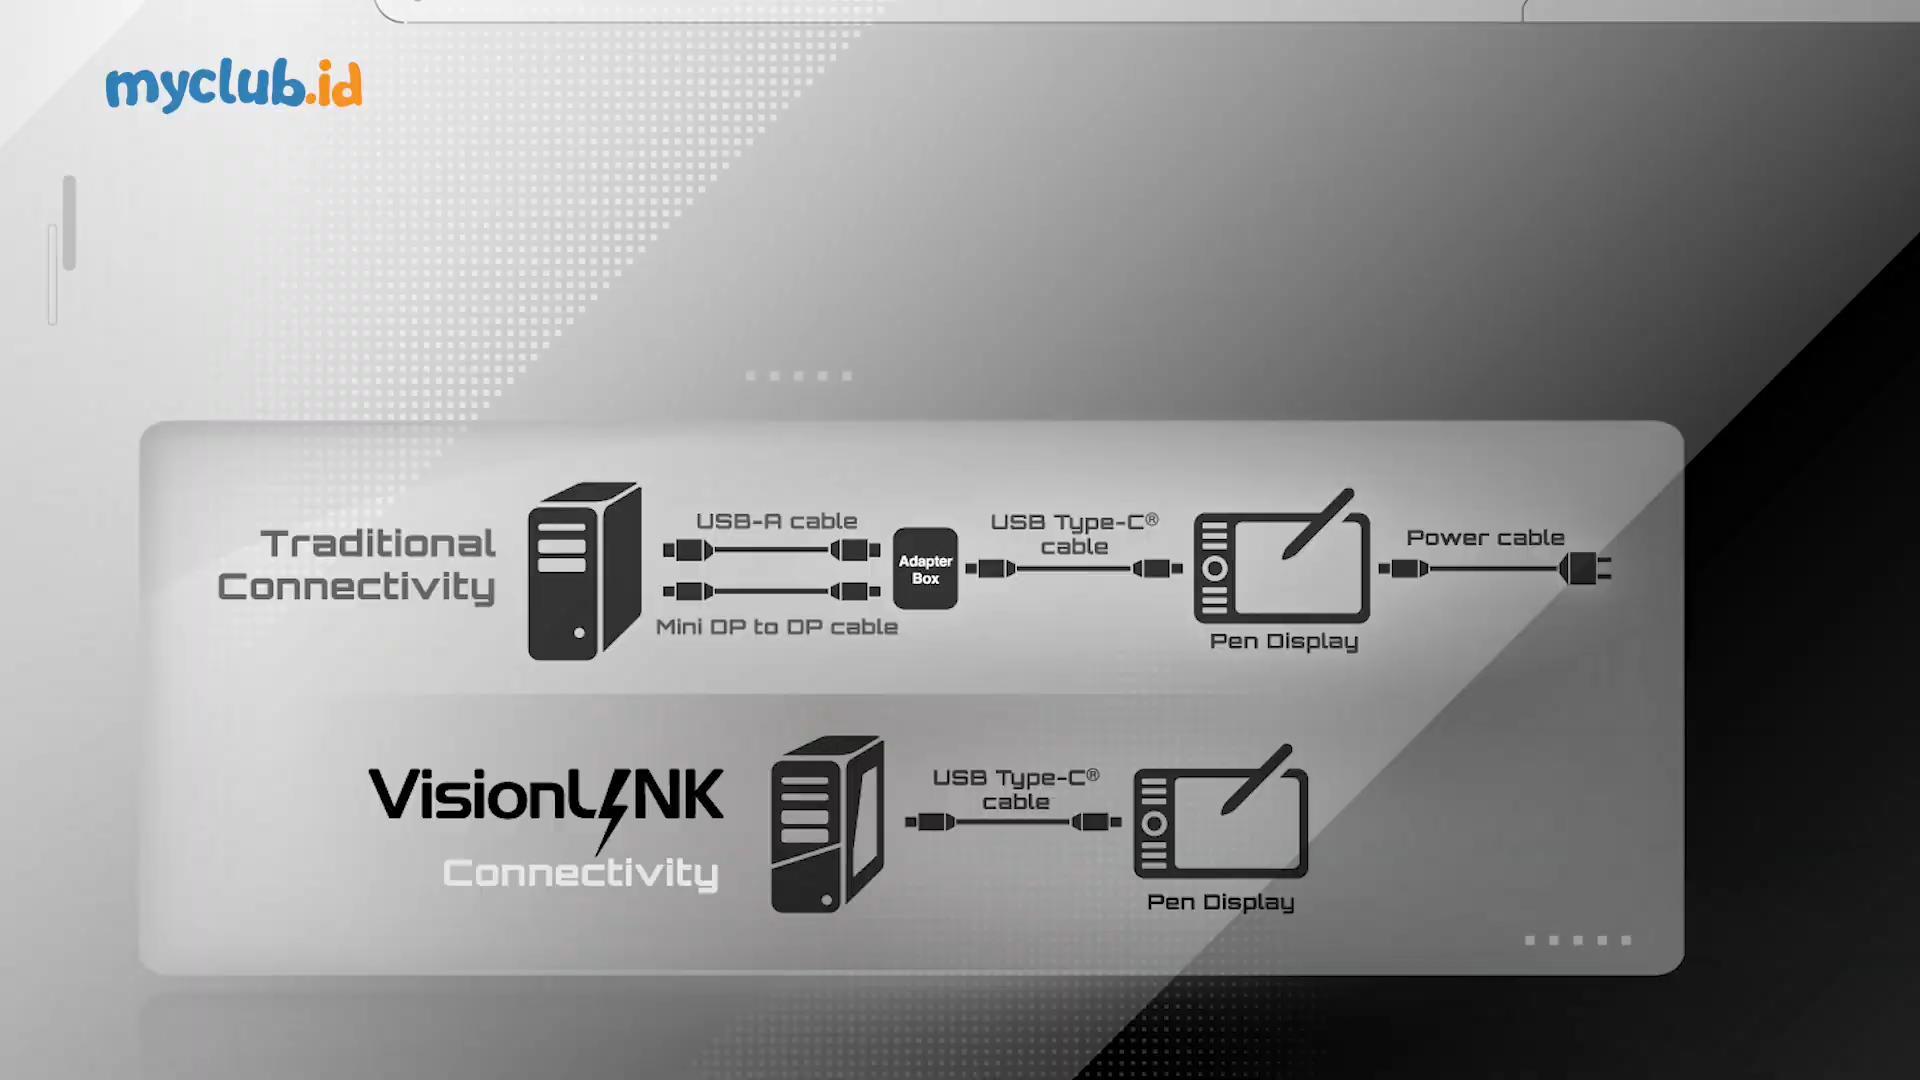 myclub.id
Traditional
Connectivity
USB-A cable
Mini DP to DP cable
Adapter
Box
USB Type-C®
cable
Pen Display
Power cable
VisionLINK
Connectivity
USB Type-C®
cable
Pen Display